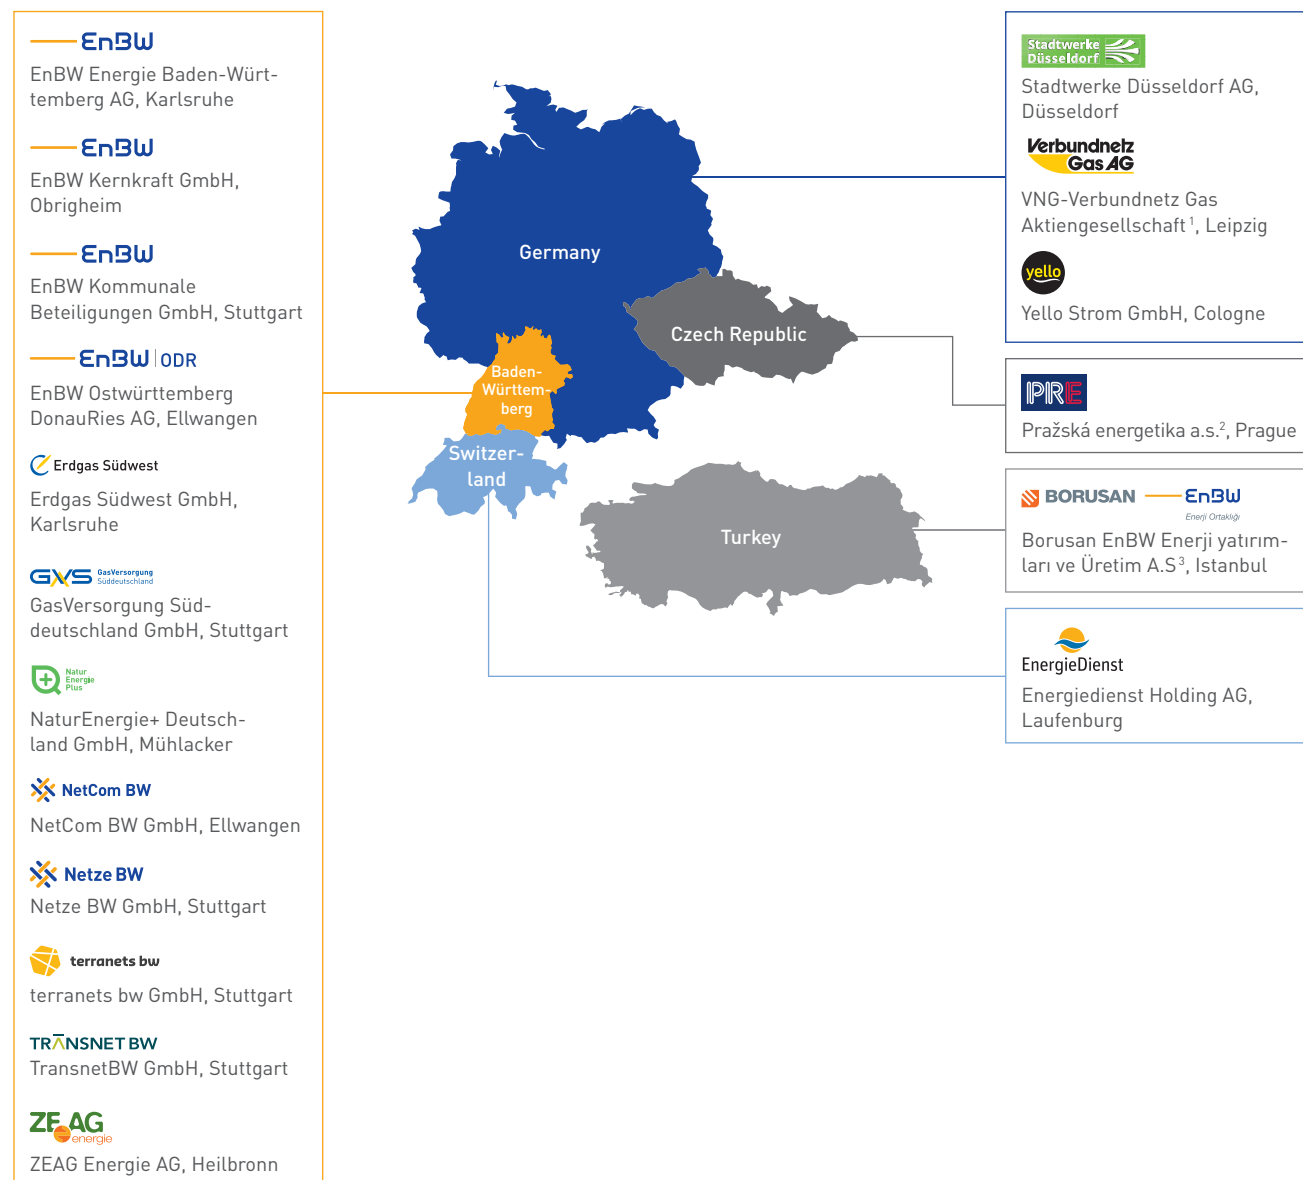 EnBW
EnBW Energie Baden-Würt-
temberg AG, Karlsruhe
EnBW
EnBW Kernkraft GmbH,
Obrigheim
EnBW
EnBW Kommunale
Beteiligungen GmbH, Stuttgart
EnBW | ODR
EnBW Ostwürttemberg
DonauRies AG, Ellwangen
Erdgas Südwest
Erdgas Südwest GmbH,
Karlsruhe
GVS GasVersorgung
Süddeutschland
GasVersorgung Süd-
deutschland GmbH, Stuttgart
Natur
Energie
Plus
NaturEnergie+ Deutsch-
land GmbH, Mühlacker
NetCom BW
NetCom BW GmbH, Ellwangen
Netze BW
Netze BW GmbH, Stuttgart
terranets bw
terranets bw GmbH, Stuttgart
TRANSNET BW
TransnetBW GmbH, Stuttgart
ZEAG
energie
ZEAG Energie AG, Heilbronn
Germany
Czech Republic
Baden-
Württem-
berg
Switzer-
land
Turkey
Stadtwerke
Düsseldorf
Stadtwerke Düsseldorf AG,
Düsseldorf
Verbundnetz
Gas AG
VNG-Verbundnetz Gas
Aktiengesellschaft¹, Leipzig
yello
Yello Strom GmbH, Cologne
PRE
Pražská energetika a.s.², Prague
BORUSAN EnBW
Enerji Ortaklığı
Borusan EnBW Enerji yatırım-
ları ve Üretim A.S³, Istanbul
EnergieDienst
Energiedienst Holding AG,
Laufenburg